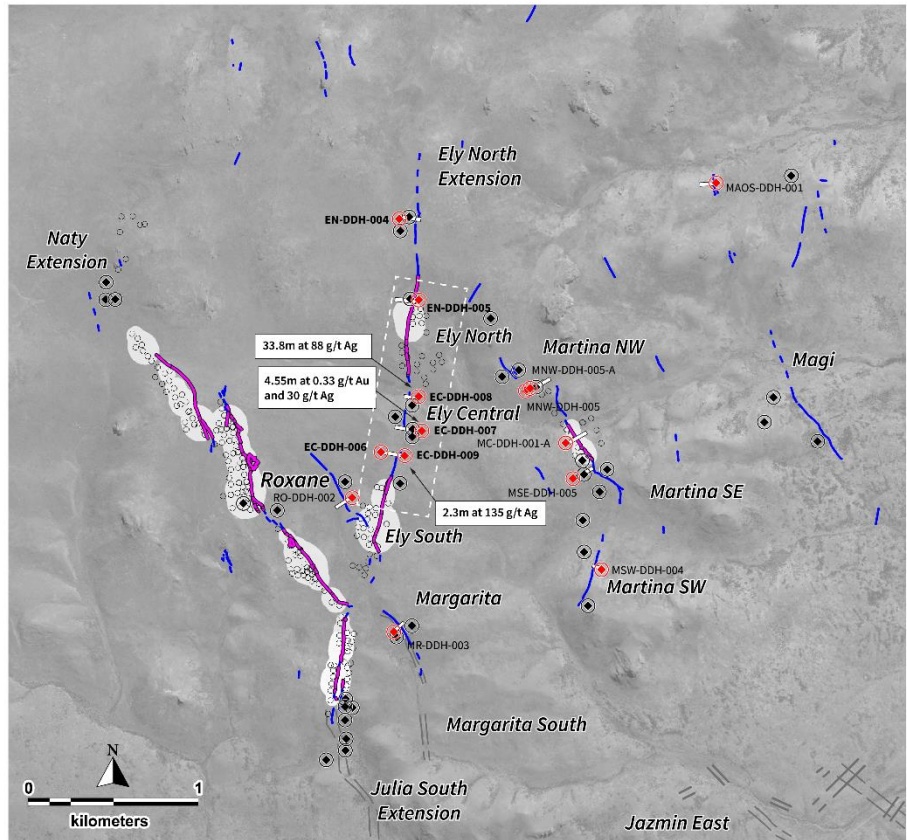 Ely North
Extension
MAOS-DDH-001
EN-DDH-004
Naty
Extension
EN-DDH-005
Ely North
33.8m at 88 g/t Ag
Martina NW
MNW-DDH-005-A
Magi
4.55m at 0.33 g/t Au
and 30 g/t Ag
EC-DDH-008
MNW-DDH-005
Ely Central
EC-DDH-007
MC-DDH-001-A
EC-DDH-006
EC-DDH-009
Roxane
RO-DDH-002
MSE-DDH-005
Martina SE
2.3m at 135 g/t Ag
Ely South
MSW-DDH-004
Martina SW
Margarita
MR-DDH-003
Margarita South
N
0
1
kilometers
Julia South
Extension
Jazmin East